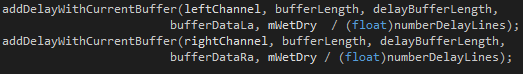 addDelayWithCurrentBuffer(leftChannel, bufferLength, delayBufferLength,
bufferDataLa, mWetDry  / (float)numberDelayLines);
addDelayWithCurrentBuffer(rightChannel, bufferLength, delayBufferLength,
bufferDataRa, mWetDry / (float)numberDelayLines);